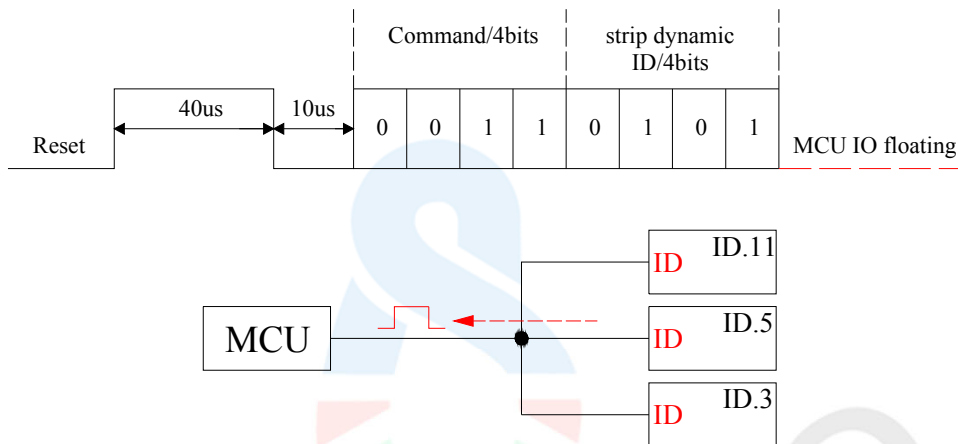 Command/4bits
strip dynamic
ID/4bits
40us
10us
Reset
0 0 1 1 0 1 0 1
MCU IO floating
ID ID.11
MCU
ID ID.5
ID ID.3